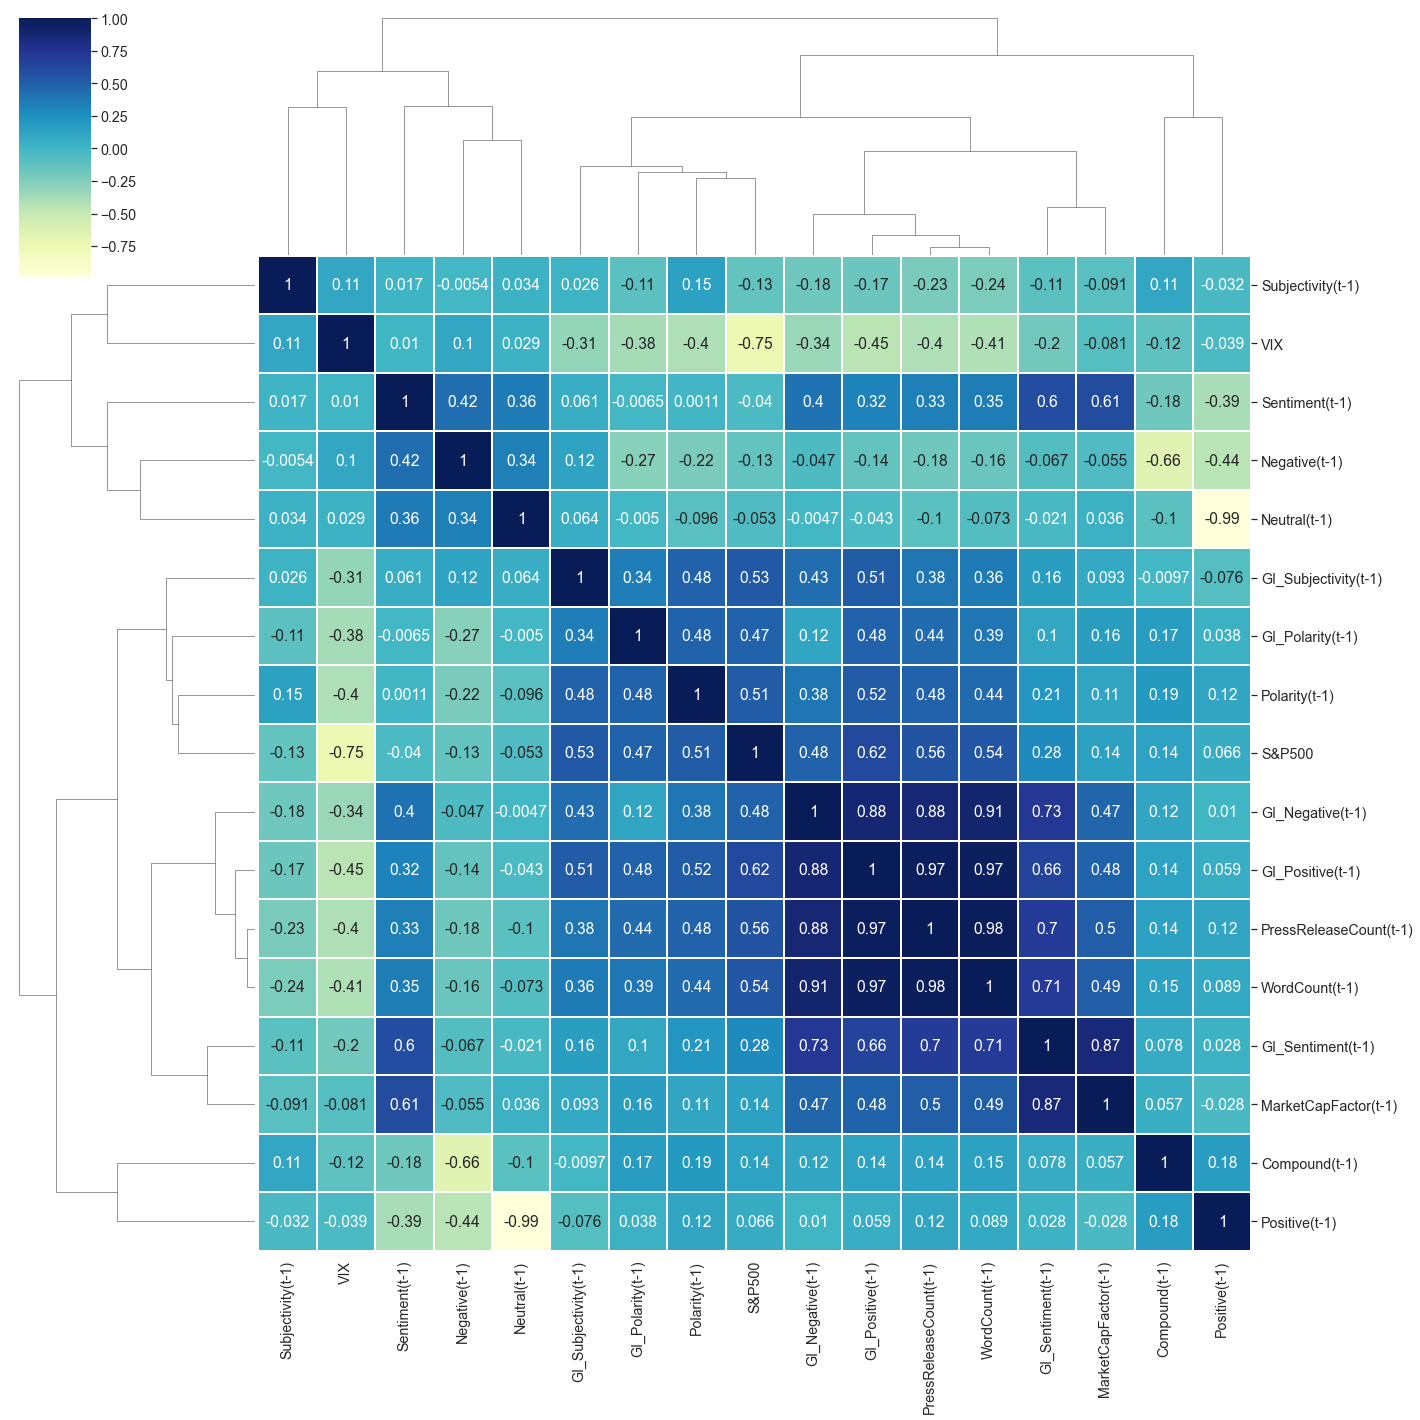 1.00
0.75
0.50
0.25
0.00
−0.25
−0.50
−0.75
1 0.11 0.017 -0.0054 0.034 0.026 -0.11 0.15 -0.13 -0.18 -0.17 -0.23 -0.24 -0.11 -0.091 0.11 -0.032 Subjectivity(t-1)
0.11 1 0.01 0.1 0.029 -0.31 -0.38 -0.4 -0.75 -0.34 -0.45 -0.4 -0.41 -0.2 -0.081 -0.12 -0.039 VIX
0.017 0.01 1 0.42 0.36 0.061 -0.0065 0.0011 -0.04 0.4 0.32 0.33 0.35 0.6 0.61 -0.18 -0.39 Sentiment(t-1)
-0.0054 0.1 0.42 1 0.34 0.12 -0.27 -0.22 -0.13 -0.047 -0.14 -0.18 -0.16 -0.067 -0.055 -0.66 -0.44 Negative(t-1)
0.034 0.029 0.36 0.34 1 0.064 -0.005 -0.096 -0.053 -0.0047 -0.043 -0.1 -0.073 -0.021 0.036 -0.1 -0.99 Neutral(t-1)
0.026 -0.31 0.061 0.12 0.064 1 0.34 0.48 0.53 0.43 0.51 0.38 0.36 0.16 0.093 -0.0097 -0.076 GI_Subjectivity(t-1)
-0.11 -0.38 -0.0065 -0.27 -0.005 0.34 1 0.48 0.47 0.12 0.48 0.44 0.39 0.1 0.16 0.17 0.038 GI_Polarity(t-1)
0.15 -0.4 0.0011 -0.22 -0.096 0.48 0.48 1 0.51 0.38 0.52 0.48 0.44 0.21 0.11 0.19 0.12 Polarity(t-1)
-0.13 -0.75 -0.04 -0.13 -0.053 0.53 0.47 0.51 1 0.48 0.62 0.56 0.54 0.28 0.14 0.14 0.066 S&P500
-0.18 -0.34 0.4 -0.047 -0.0047 0.43 0.12 0.38 0.48 1 0.88 0.88 0.91 0.73 0.47 0.12 0.01 GI_Negative(t-1)
-0.17 -0.45 0.32 -0.14 -0.043 0.51 0.48 0.52 0.62 0.88 1 0.97 0.97 0.66 0.48 0.14 0.059 GI_Positive(t-1)
-0.23 -0.4 0.33 -0.18 -0.1 0.38 0.44 0.48 0.56 0.88 0.97 1 0.98 0.7 0.5 0.14 0.12 PressReleaseCount(t-1)
-0.24 -0.41 0.35 -0.16 -0.073 0.36 0.39 0.44 0.54 0.91 0.97 0.98 1 0.71 0.49 0.15 0.089 WordCount(t-1)
-0.11 -0.2 0.6 -0.067 -0.021 0.16 0.1 0.21 0.28 0.73 0.66 0.7 0.71 1 0.87 0.078 0.028 GI_Sentiment(t-1)
-0.091 -0.081 0.61 -0.055 0.036 0.093 0.16 0.11 0.14 0.47 0.48 0.5 0.49 0.87 1 0.057 -0.028 MarketCapFactor(t-1)
0.11 -0.12 -0.18 -0.66 -0.1 -0.0097 0.17 0.19 0.14 0.12 0.14 0.14 0.15 0.078 0.057 1 0.18 Compound(t-1)
-0.032 -0.039 -0.39 -0.44 -0.99 -0.076 0.038 0.12 0.066 0.01 0.059 0.12 0.089 0.028 -0.028 0.18 1 Positive(t-1)
Subjectivity(t-1)
VIX
Sentiment(t-1)
Negative(t-1)
Neutral(t-1)
GI_Subjectivity(t-1)
GI_Polarity(t-1)
Polarity(t-1)
S&P500
GI_Negative(t-1)
GI_Positive(t-1)
PressReleaseCount(t-1)
WordCount(t-1)
GI_Sentiment(t-1)
MarketCapFactor(t-1)
Compound(t-1)
Positive(t-1)